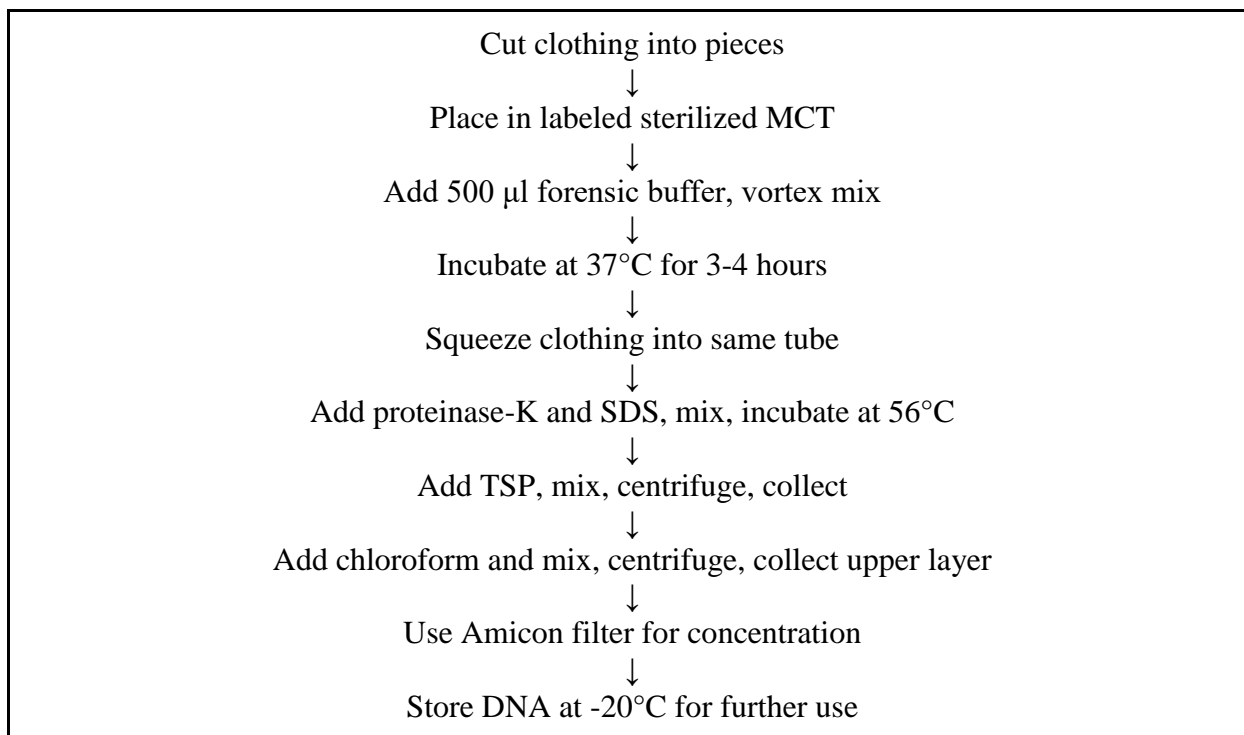 Cut clothing into pieces
↓
Place in labeled sterilized MCT
↓
Add 500 μl forensic buffer, vortex mix
↓
Incubate at 37°C for 3-4 hours
↓
Squeeze clothing into same tube
↓
Add proteinase-K and SDS, mix, incubate at 56°C
↓
Add TSP, mix, centrifuge, collect
↓
Add chloroform and mix, centrifuge, collect upper layer
↓
Use Amicon filter for concentration
↓
Store DNA at -20°C for further use